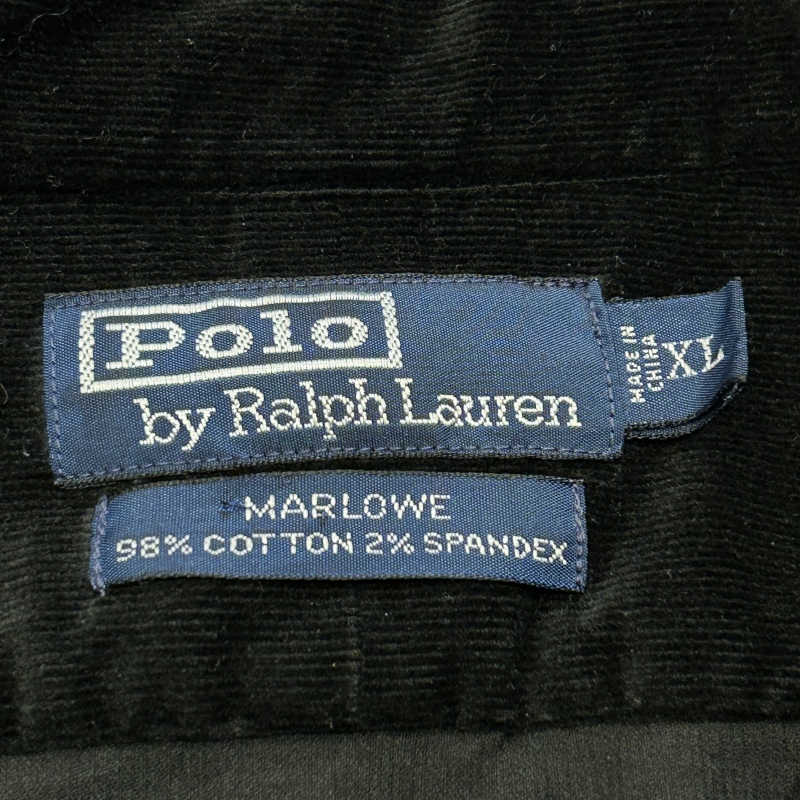 Polo
by Ralph Lauren
MADE IN
CHINA
XL
MARLOWE
98% COTTON 2% SPANDEX